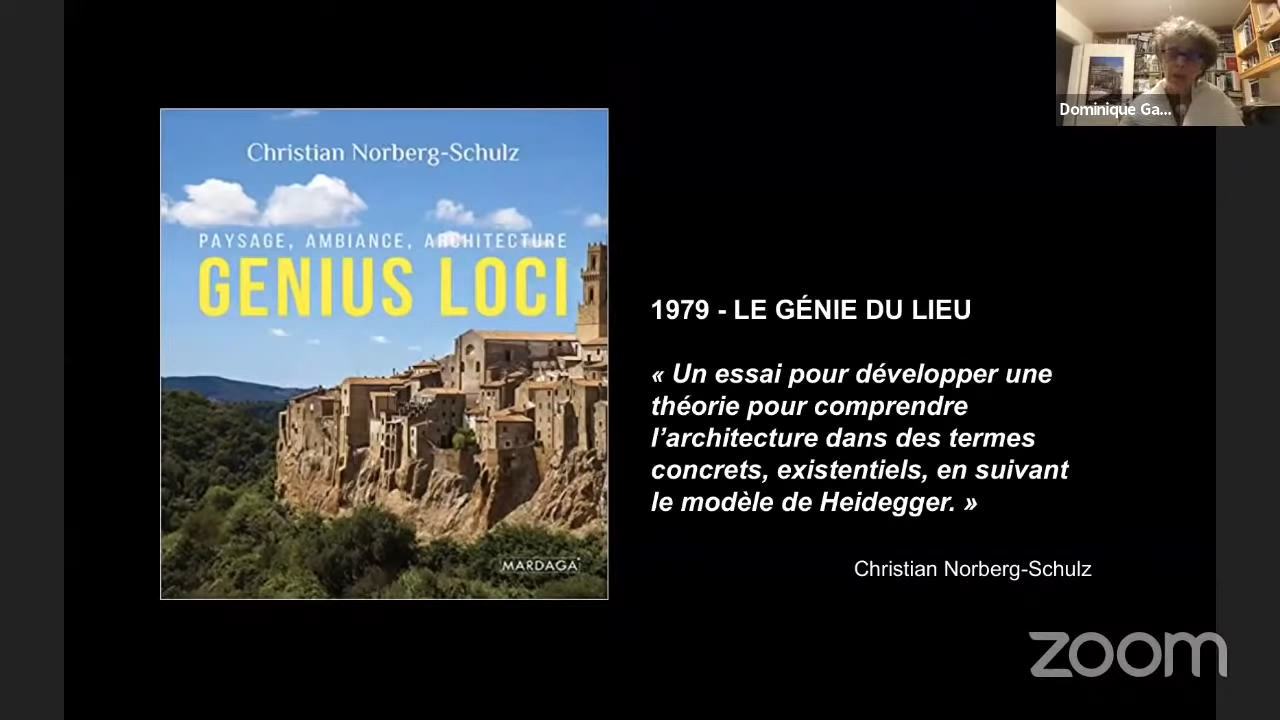 Dominique Ga...
Christian Norberg-Schulz
PAYSAGE, AMBIANCE, ARCHITECTURE
GENIUS LOCI
MARDAGA
1979 - LE GÉNIE DU LIEU
« Un essai pour développer une
théorie pour comprendre
l’architecture dans des termes
concrets, existentiels, en suivant
le modèle de Heidegger. »
Christian Norberg-Schulz
zoom